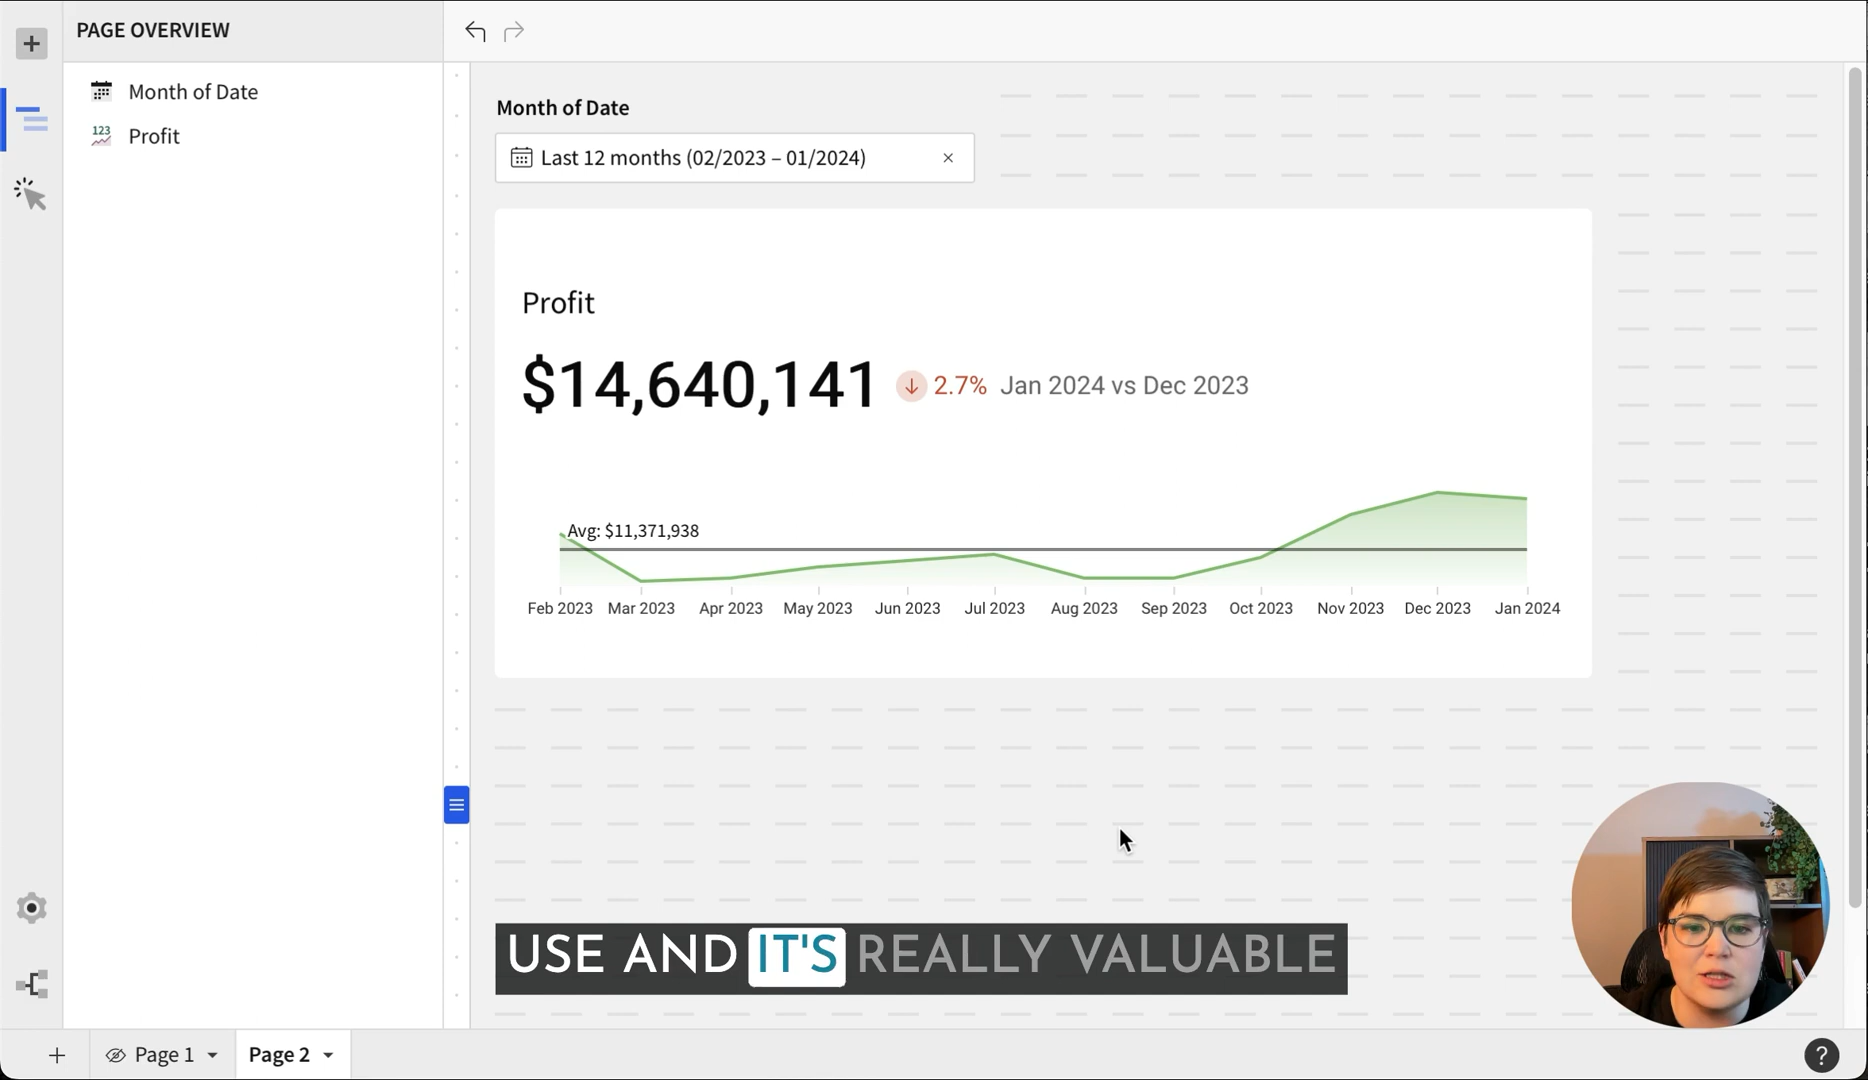 PAGE OVERVIEW
Month of Date
123
Profit
Month of Date
Last 12 months (02/2023 – 01/2024)
Profit
$14,640,141 2.7% Jan 2024 vs Dec 2023
Avg: $11,371,938
Feb 2023 Mar 2023 Apr 2023 May 2023 Jun 2023 Jul 2023 Aug 2023 Sep 2023 Oct 2023 Nov 2023 Dec 2023 Jan 2024
USE AND IT'S REALLY VALUABLE
Page 1 Page 2 ?